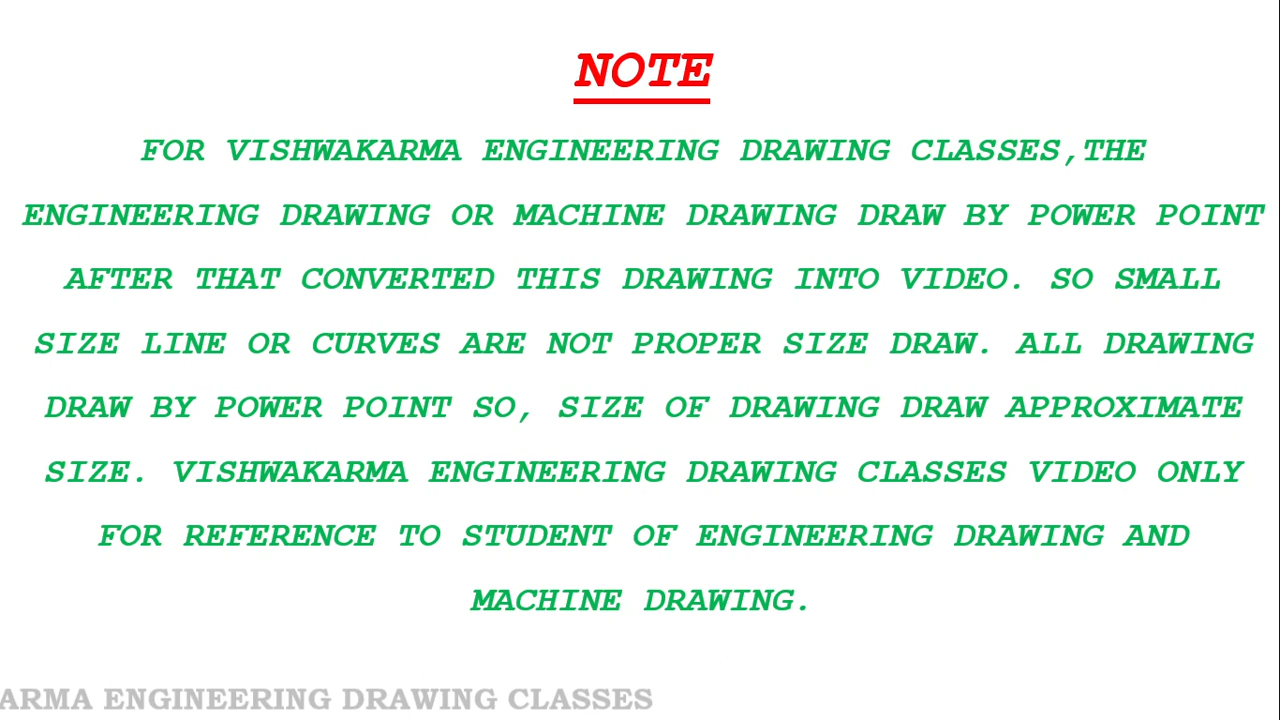 NOTE
FOR VISHWAKARMA ENGINEERING DRAWING CLASSES,THE
ENGINEERING DRAWING OR MACHINE DRAWING DRAW BY POWER POINT
AFTER THAT CONVERTED THIS DRAWING INTO VIDEO. SO SMALL
SIZE LINE OR CURVES ARE NOT PROPER SIZE DRAW. ALL DRAWING
DRAW BY POWER POINT SO, SIZE OF DRAWING DRAW APPROXIMATE
SIZE. VISHWAKARMA ENGINEERING DRAWING CLASSES VIDEO ONLY
FOR REFERENCE TO STUDENT OF ENGINEERING DRAWING AND
MACHINE DRAWING.
ARMA ENGINEERING DRAWING CLASSES